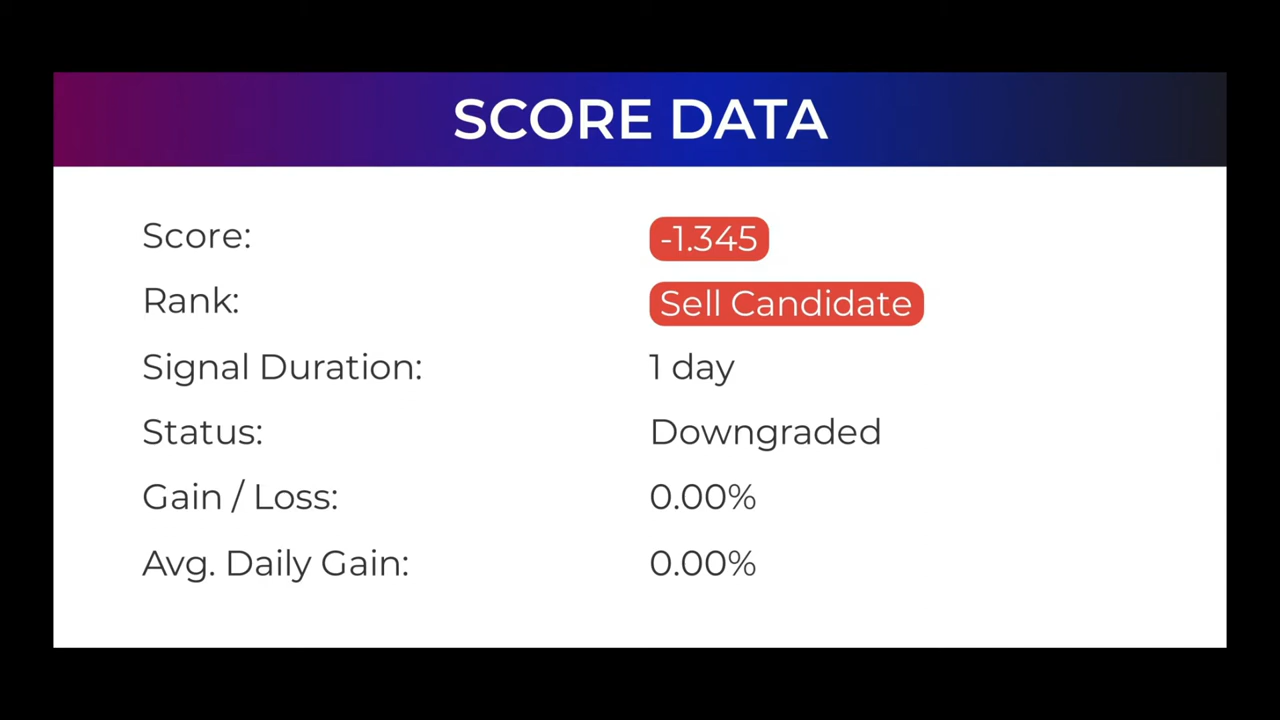 SCORE DATA
Score: -1.345
Rank: Sell Candidate
Signal Duration: 1 day
Status: Downgraded
Gain / Loss: 0.00%
Avg. Daily Gain: 0.00%